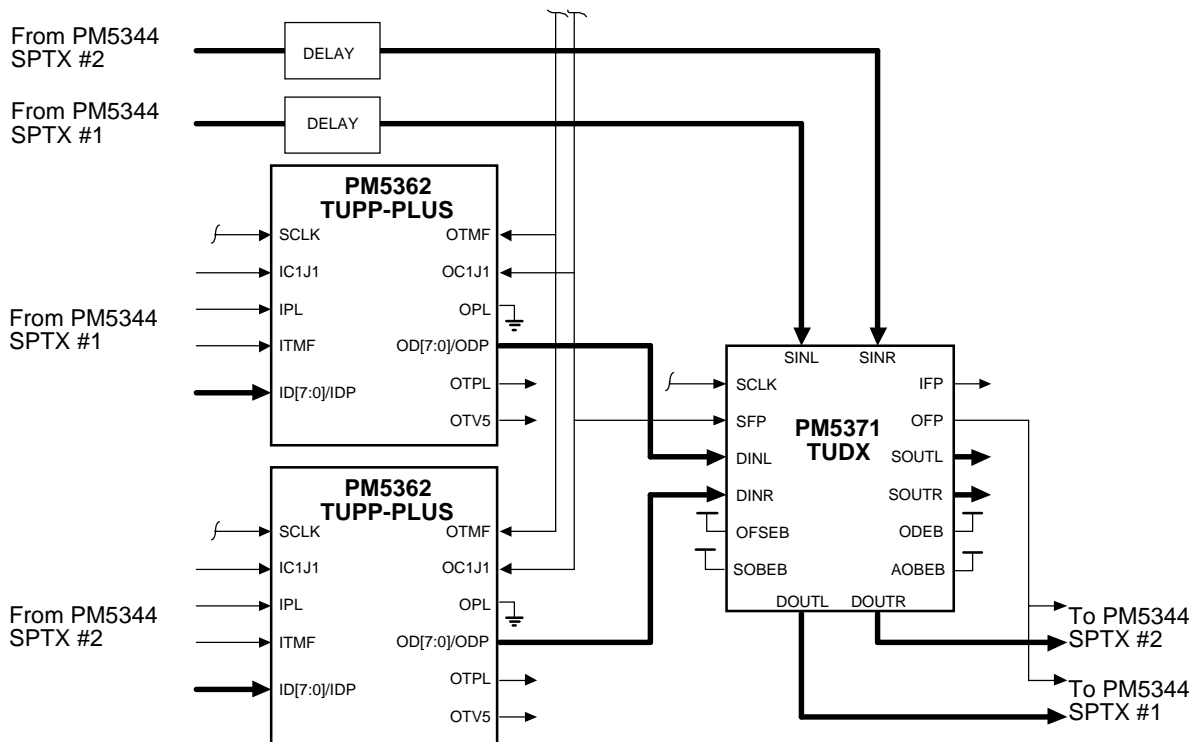 From PM5344
SPTX #2
DELAY
From PM5344
SPTX #1
DELAY
PM5362
TUPP-PLUS
SCLK
OTMF
IC1J1
OC1J1
IPL
OPL
From PM5344
SPTX #1
ITMF
OD[7:0]/ODP
ID[7:0]/IDP
OTPL
OTV5
PM5362
TUPP-PLUS
SCLK
OTMF
IC1J1
OC1J1
IPL
OPL
From PM5344
SPTX #2
ITMF
OD[7:0]/ODP
ID[7:0]/IDP
OTPL
OTV5
SINL
SINR
SCLK
IFP
SFP
OFP
PM5371
TUDX
DINL
SOUTL
DINR
SOUTR
OFSEB
ODEB
SOBEB
AOBEB
DOUTL
DOUTR
To PM5344
SPTX #2
To PM5344
SPTX #1